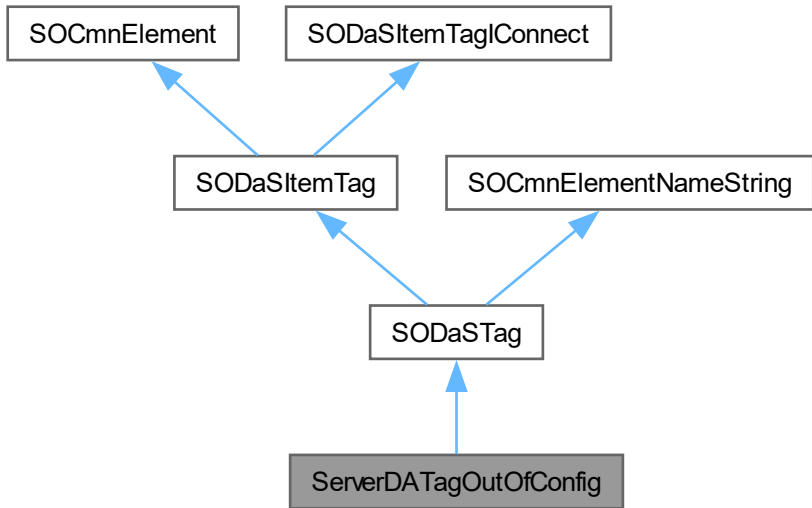 SOCmnElement
SODaSItemTagIConnect
SODaSItemTag
SOCmnElementNameString
SODaSTag
ServerDATagOutOfConfig